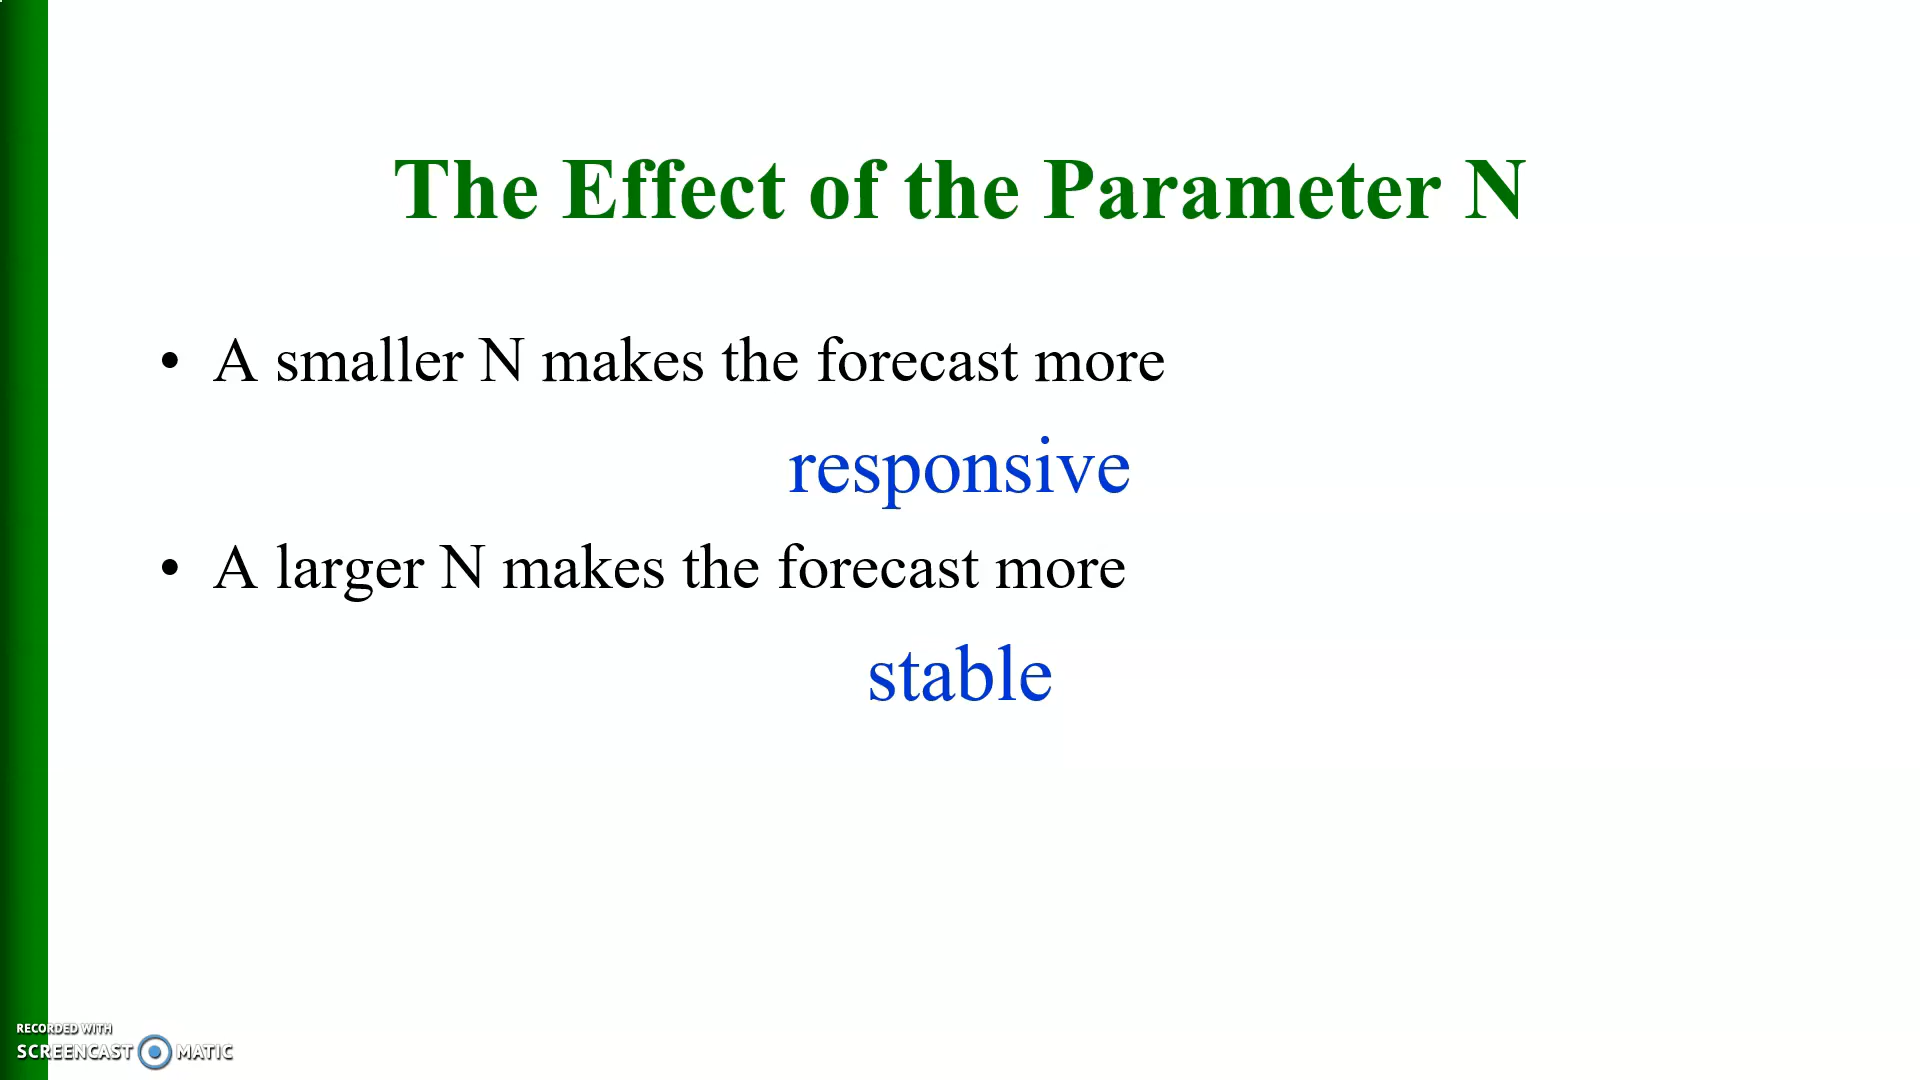 The Effect of the Parameter N
• A smaller N makes the forecast more
responsive
• A larger N makes the forecast more
stable
RECORDED WITH
SCREENCAST MATIC